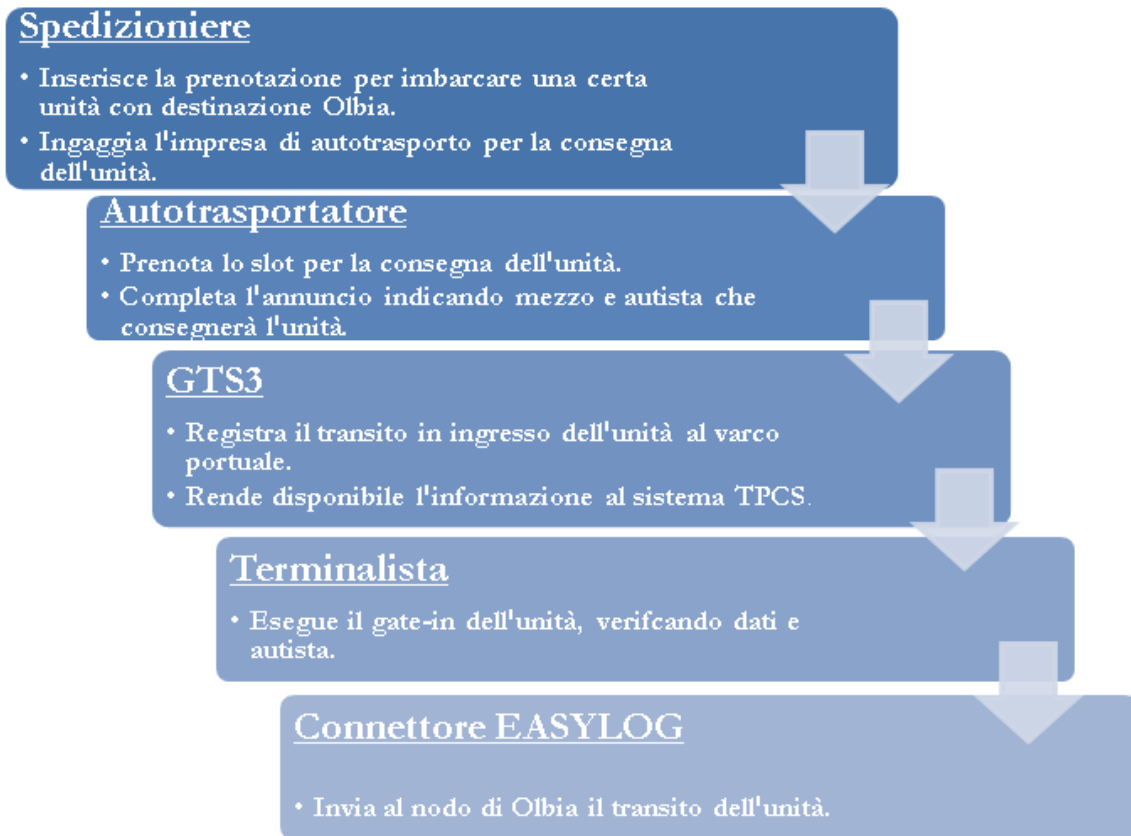 Spedizioniere
• Inserisce la prenotazione per imbarcare una certa
unità con destinazione Olbia.
• Ingaggia l'impresa di autotrasporto per la consegna
dell'unità.
Autotrasportatore
• Prenota lo slot per la consegna dell'unità.
• Completa l'annuncio indicando mezzo e autista che
consegnerà l'unità.
GTS3
• Registra il transito in ingresso dell'unità al varco
portuale.
• Rende disponibile l'informazione al sistema TPCS.
Terminalista
• Esegue il gate-in dell'unità, verifcando dati e
autista.
Connettore EASYLOG
• Invia al nodo di Olbia il transito dell'unità.